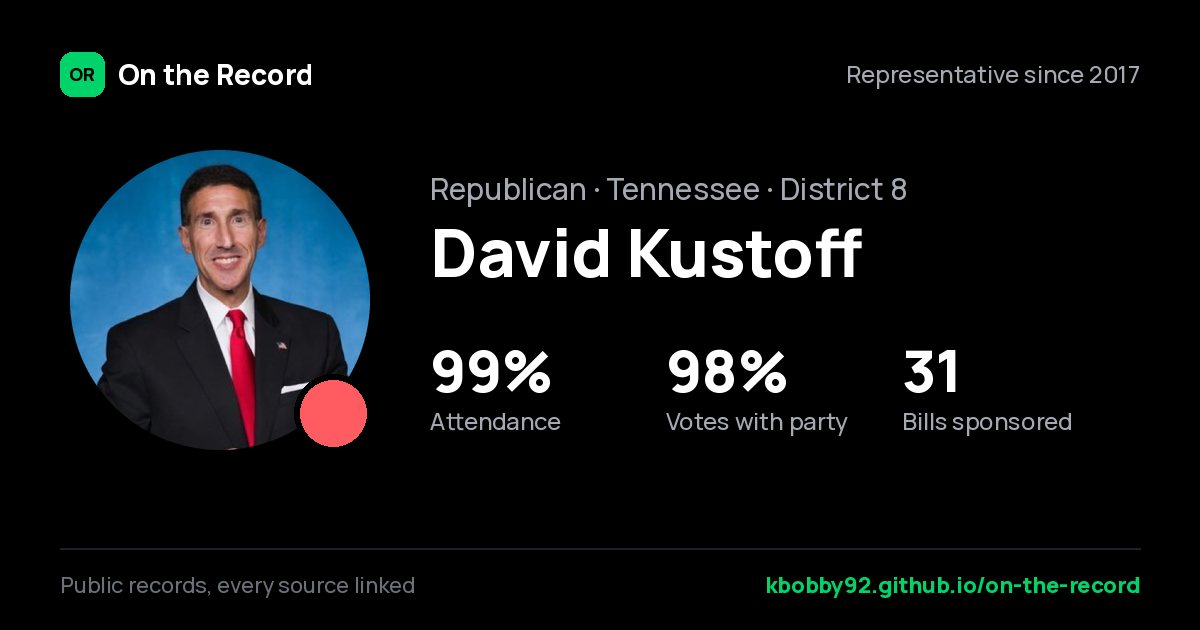 OR On the Record
Representative since 2017
Republican · Tennessee · District 8
David Kustoff
99% 98% 31
Attendance Votes with party Bills sponsored
Public records, every source linked
kbobby92.github.io/on-the-record